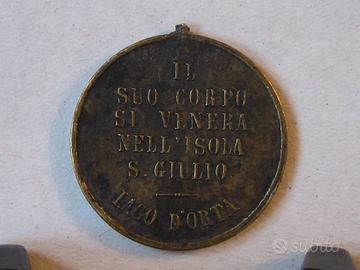 IL
SUO CORPO
SI VENERA
NELL'ISOLA
S. GIULIO
LAGO D'ORTA
subito